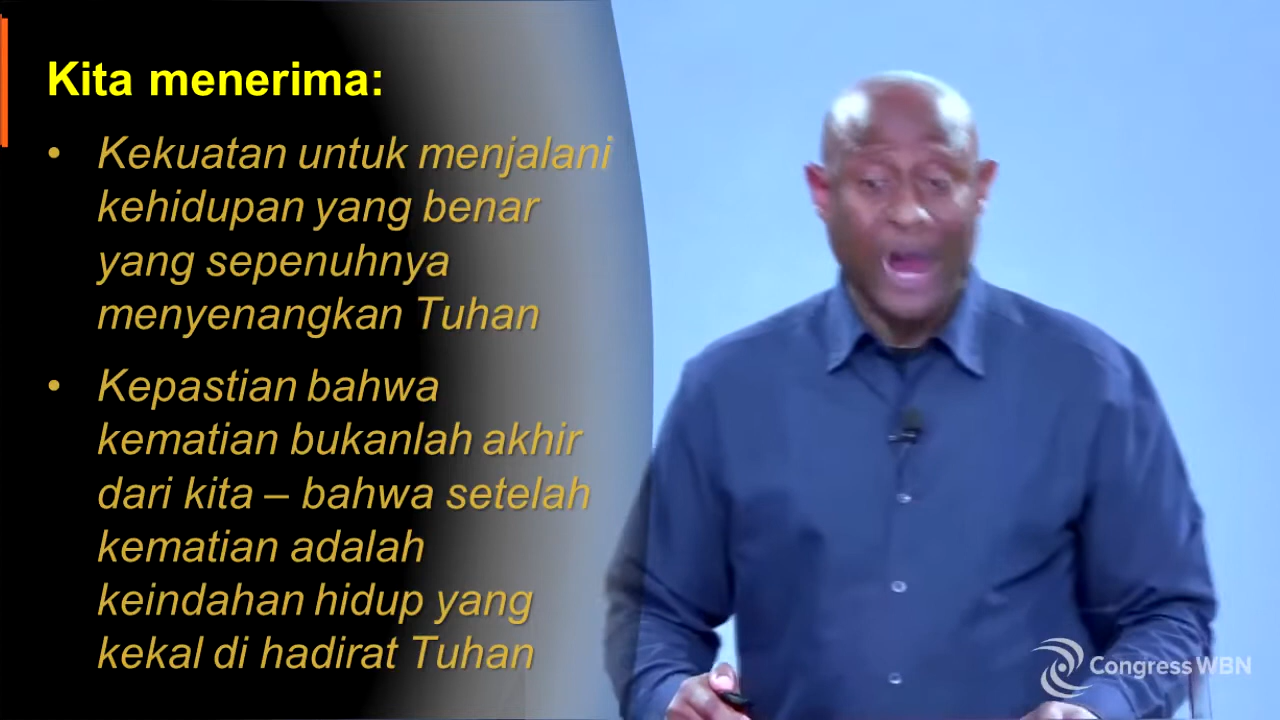 Kita menerima:
• Kekuatan untuk menjalani
kehidupan yang benar
yang sepenuhnya
menyenangkan Tuhan
• Kepastian bahwa
kematian bukanlah akhir
dari kita – bahwa setelah
kematian adalah
keindahan hidup yang
kekal di hadirat Tuhan
Congress WBN